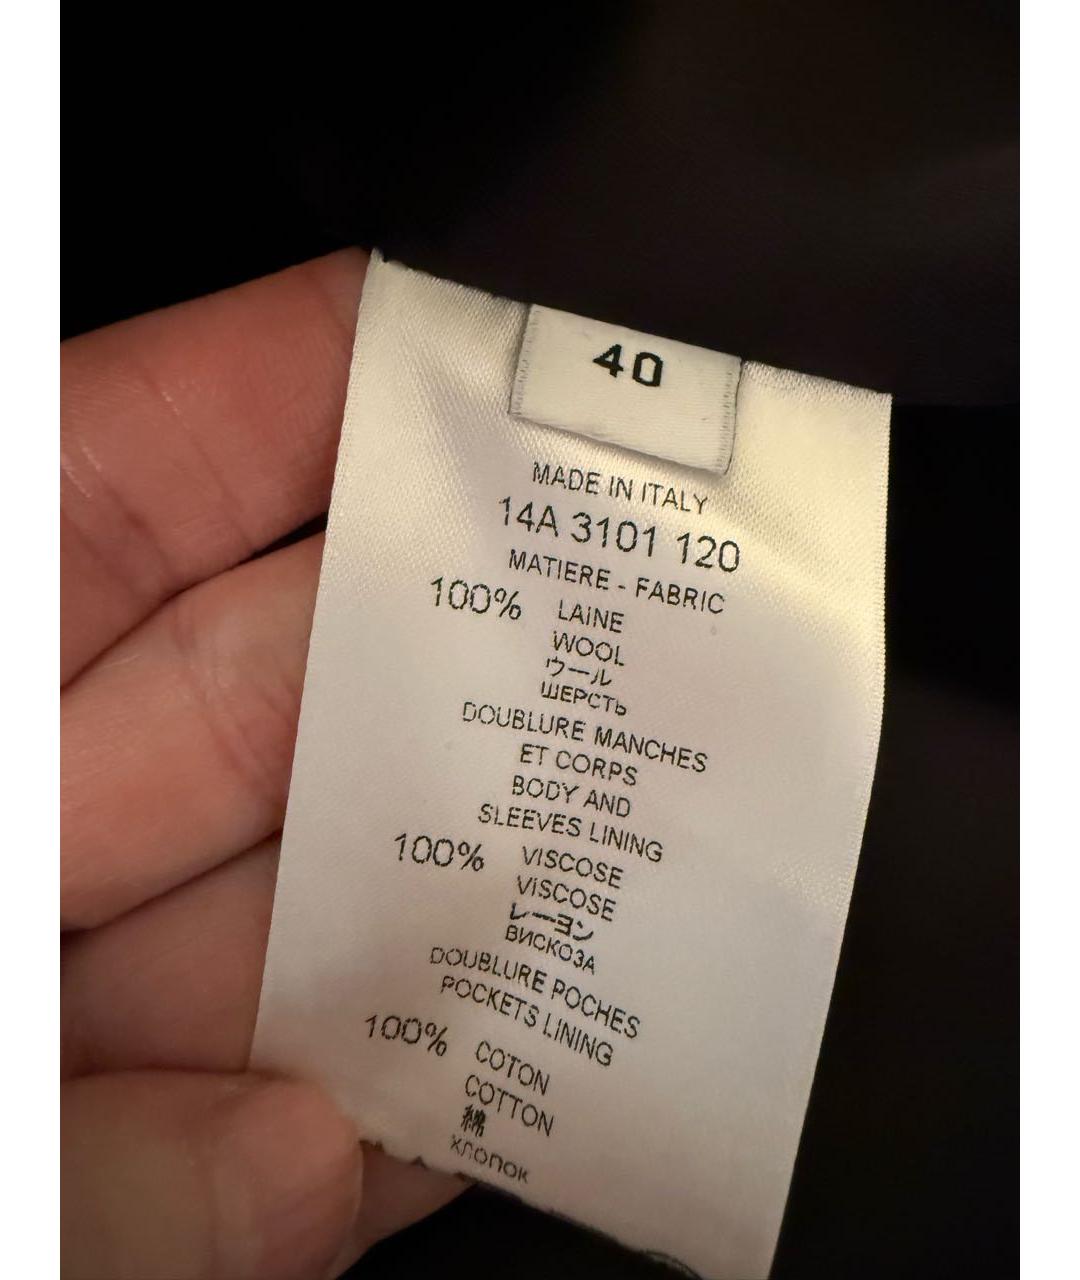 40
MADE IN ITALY
14A 3101 120
MATIERE - FABRIC
100% LAINE
WOOL
ウール
ШЕРСТЬ
DOUBLURE MANCHES
ET CORPS
BODY AND
SLEEVES LINING
100% VISCOSE
VISCOSE
レーヨン
ВИСКОЗА
DOUBLURE POCHES
POCKETS LINING
100% COTON
COTTON
綿
ХЛОПОК